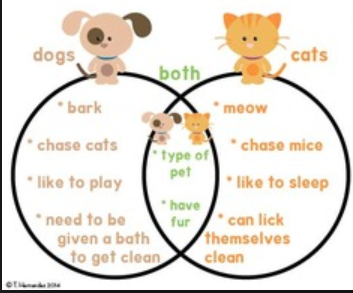 dogs
both
cats
* bark
* chase cats
* like to play
* need to be
given a bath
to get clean
* type of
pet
* have
fur
* meow
* chase mice
* like to sleep
* can lick
themselves
clean
©T. Hernandez 2014